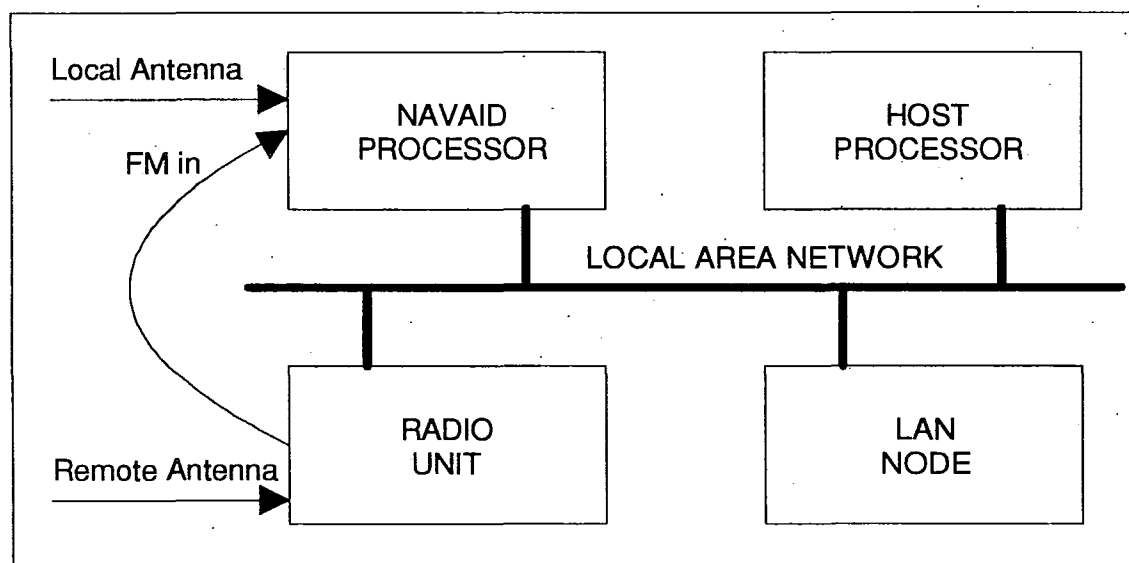 Local Antenna
NAVAID
PROCESSOR
HOST
PROCESSOR
FM in
LOCAL AREA NETWORK
RADIO
UNIT
LAN
NODE
Remote Antenna